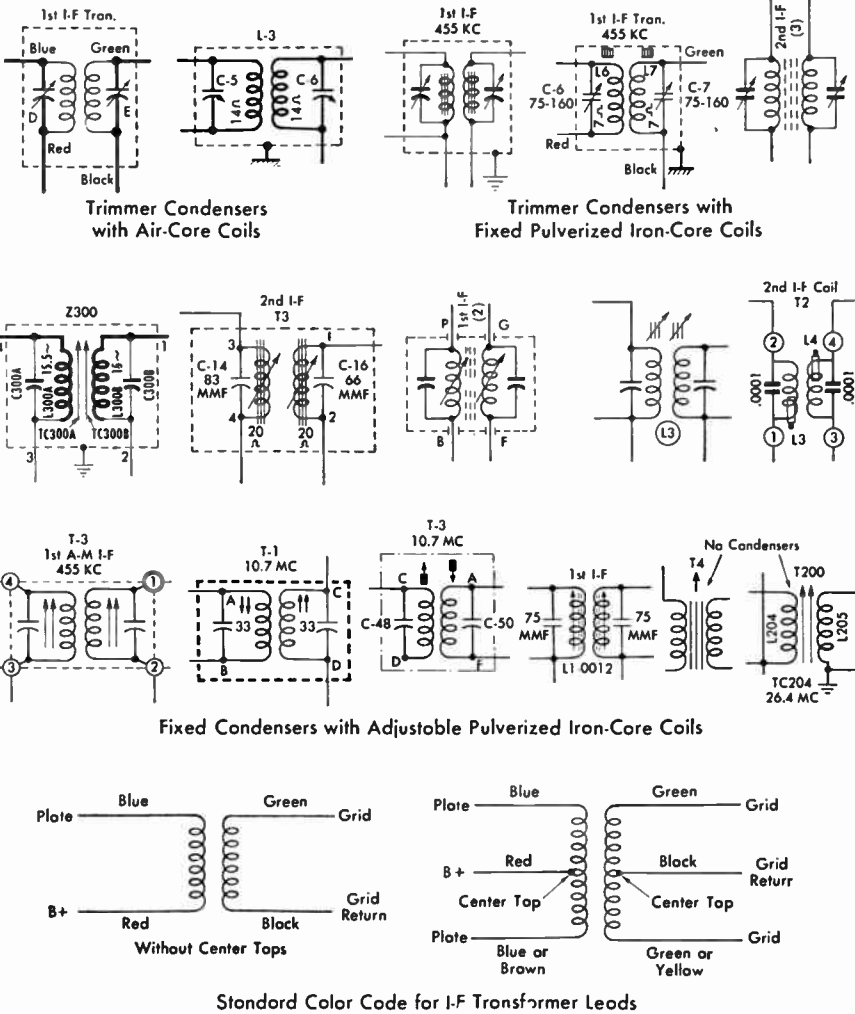 1st I-F Tran.
Blue
Green
D
E
Red
Black
L-3
C-5
14Ω
14Ω
C-6
Trimmer Condensers
with Air-Core Coils
1st I-F
455 KC
1st I-F Tran.
455 KC
Green
L6
L7
C-6
75-160
7Ω
7Ω
C-7
75-160
Red
Black
2nd I-F
(3)
Trimmer Condensers with
Fixed Pulverized Iron-Core Coils
Z300
1
C300A
L300A 15.5~
L300B 16~
C300B
TC300A
TC300B
3
2
2nd I-F
T3
3
1
C-14
83
MMF
C-16
66
MMF
4
2
20
Ω
20
Ω
1st I-F
(2)
P
G
B
F
L3
2nd I-F Coil
T2
2
L4
4
.0001
.0001
1
L3
3
T-3
1st A-M I-F
455 KC
4
1
3
2
T-1
10.7 MC
A
C
33
33
B
D
T-3
10.7 MC
C
A
C-48
C-50
D
F
1st I-F
75
MMF
75
MMF
L1 0012
No Condensers
T4
T200
L204
L205
TC204
26.4 MC
Fixed Condensers with Adjustable Pulverized Iron-Core Coils
Blue
Green
Plate
Grid
B+
Grid
Return
Red
Black
Without Center Taps
Blue
Green
Plate
Grid
Red
Black
B+
Grid
Return
Center Tap
Center Tap
Plate
Grid
Blue or
Brown
Green or
Yellow
Standard Color Code for I-F Transformer Leads